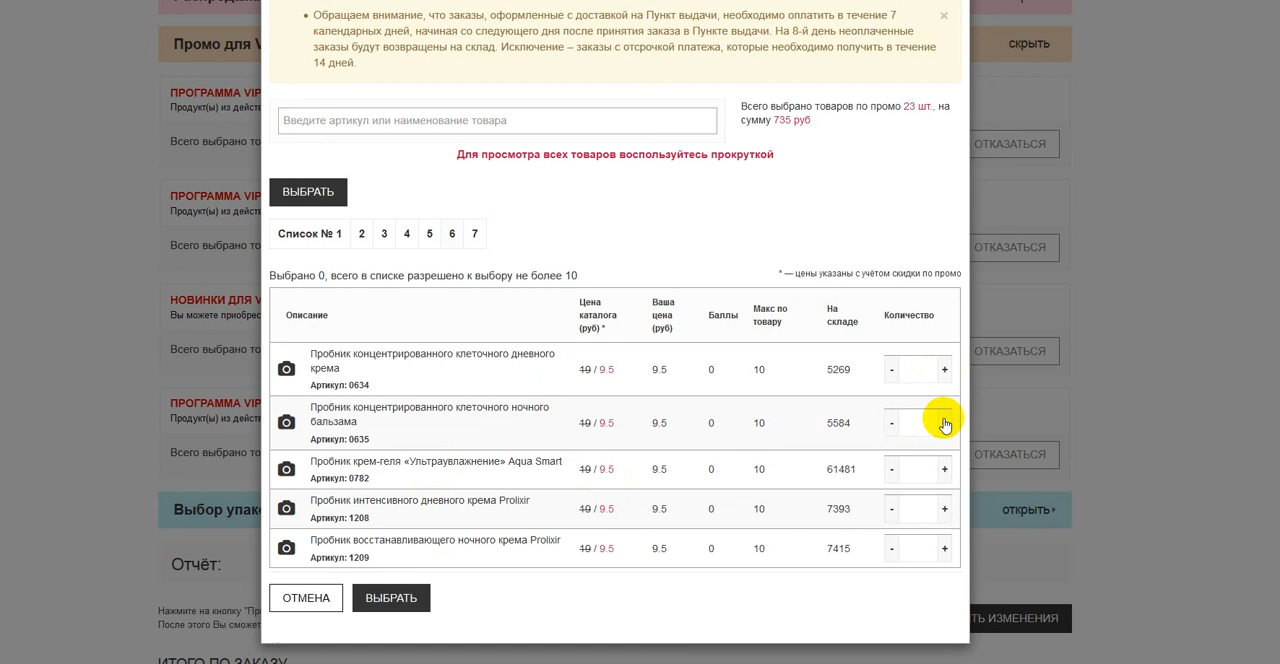 Промо для V
скрыть
• Обращаем внимание, что заказы, оформленные с доставкой на Пункт выдачи, необходимо оплатить в течение 7
календарных дней, начиная со следующего дня после принятия заказа в Пункте выдачи. На 8-й день неоплаченные
заказы будут возвращены на склад. Исключение – заказы с отсрочкой платежа, которые необходимо получить в течение
14 дней.
×
ПРОГРАММА VIP
Продукт(ы) из действ
Всего выбрано то
ОТКАЗАТЬСЯ
ПРОГРАММА VIP
Продукт(ы) из действ
Всего выбрано то
ОТКАЗАТЬСЯ
НОВИНКИ ДЛЯ V
Вы можете приобрес
Всего выбрано то
ОТКАЗАТЬСЯ
ПРОГРАММА VIP
Продукт(ы) из действ
Всего выбрано то
ОТКАЗАТЬСЯ
Выбор упак
открыть
Отчёт:
Нажмите на кнопку "Пр
После этого Вы сможет
ТЬ ИЗМЕНЕНИЯ
Введите артикул или наименование товара
Всего выбрано товаров по промо 23 шт., на
сумму 735 руб
Для просмотра всех товаров воспользуйтесь прокруткой
ВЫБРАТЬ
Список № 1 2 3 4 5 6 7
Выбрано 0, всего в списке разрешено к выбору не более 10
* — цены указаны с учётом скидки по промо
Описание Цена каталога (руб) * Ваша цена (руб) Баллы Макс по товару На складе Количество
Пробник концентрированного клеточного дневного
крема 19 / 9.5 9.5 0 10 5269 - +
Артикул: 0634
Пробник концентрированного клеточного ночного
бальзама 19 / 9.5 9.5 0 10 5584 -
Артикул: 0635
Пробник крем-геля «Ультраувлажнение» Aqua Smart 19 / 9.5 9.5 0 10 61481 - +
Артикул: 0782
Пробник интенсивного дневного крема Prolixir 19 / 9.5 9.5 0 10 7393 - +
Артикул: 1208
Пробник восстанавливающего ночного крема Prolixir 19 / 9.5 9.5 0 10 7415 - +
Артикул: 1209
ОТМЕНА
ВЫБРАТЬ